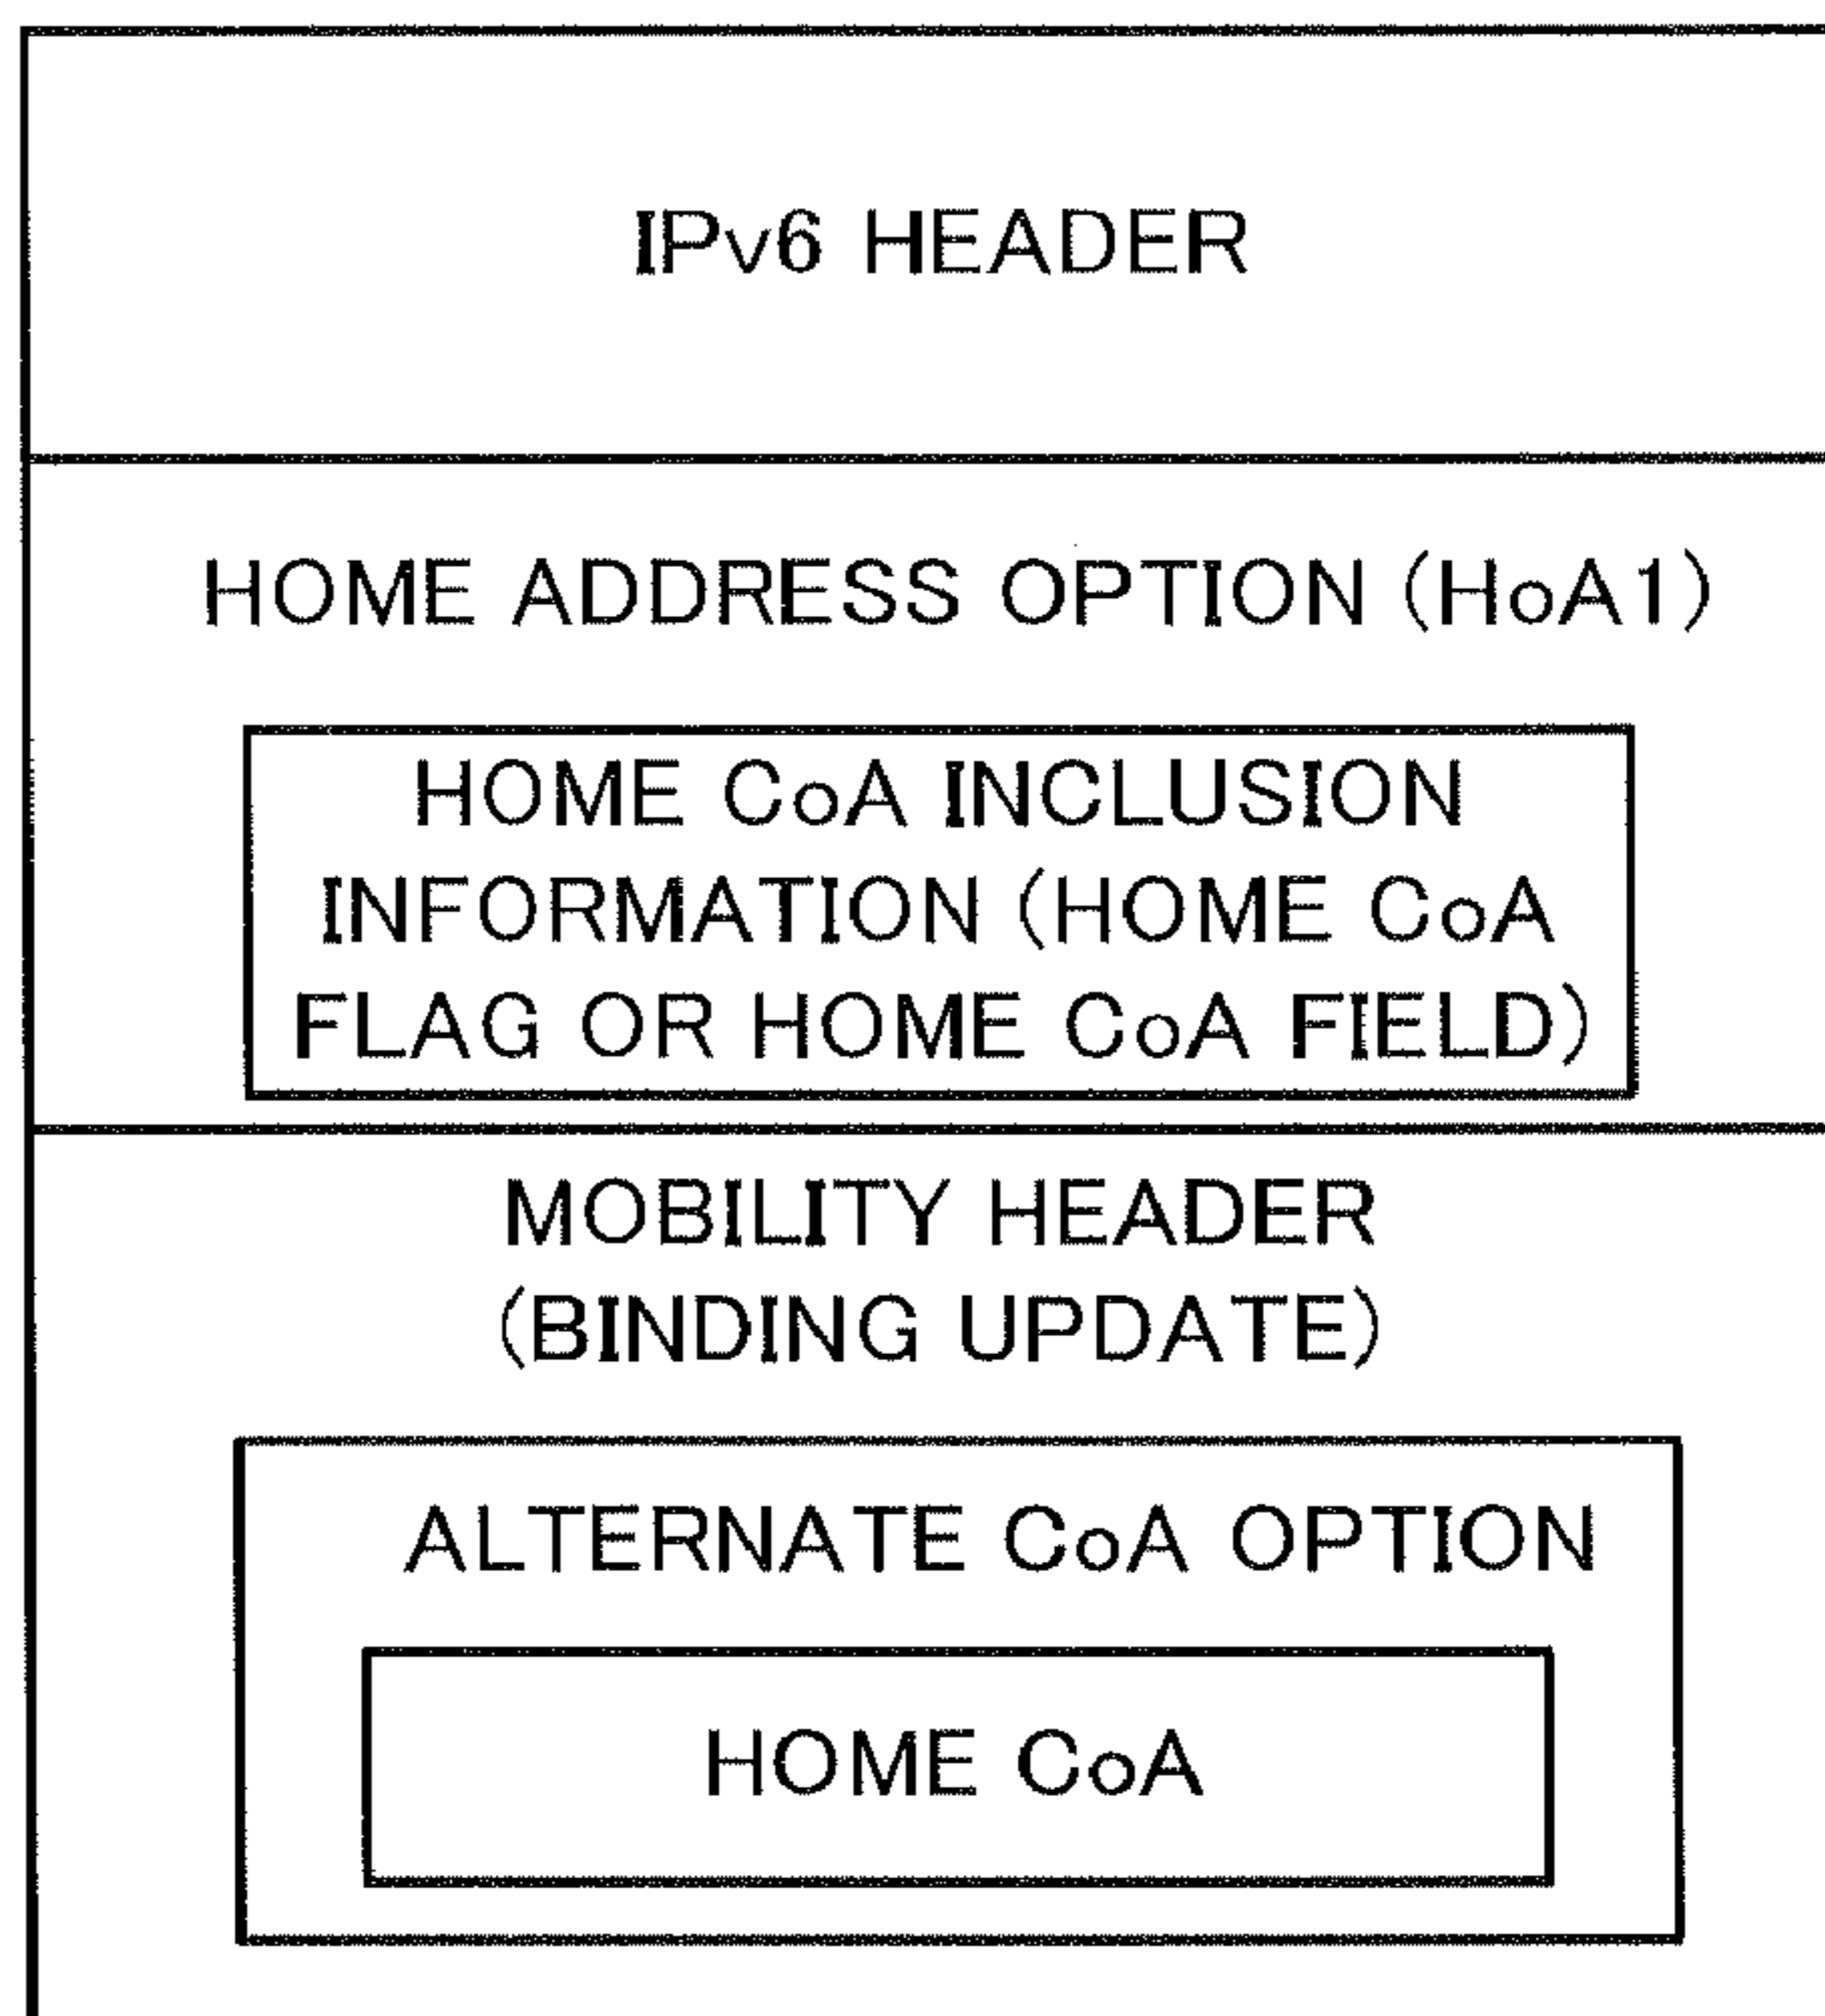 IPv6 HEADER
HOME ADDRESS OPTION (HoA1)
HOME CoA INCLUSION
INFORMATION (HOME CoA
FLAG OR HOME CoA FIELD)
MOBILITY HEADER
(BINDING UPDATE)
ALTERNATE CoA OPTION
HOME CoA